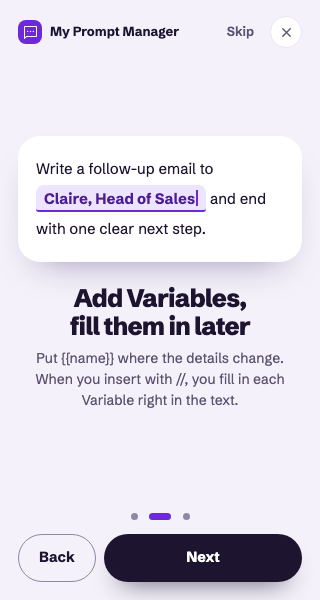 My Prompt Manager
Skip
Write a follow-up email to
Claire, Head of Sales and end
with one clear next step.
Add Variables,
fill them in later
Put {{name}} where the details change.
When you insert with //, you fill in each
Variable right in the text.
Back
Next